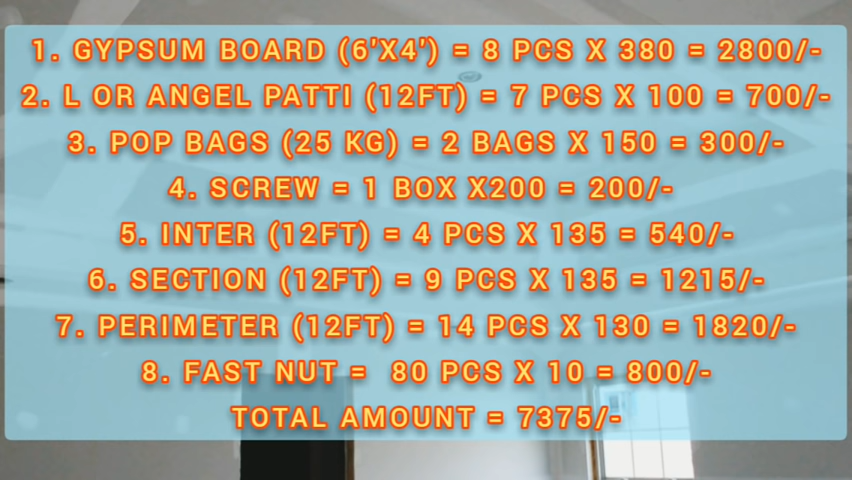 1. GYPSUM BOARD (6'X4') = 8 PCS X 380 = 2800/-
2. L OR ANGEL PATTI (12FT) = 7 PCS X 100 = 700/-
3. POP BAGS (25 KG) = 2 BAGS X 150 = 300/-
4. SCREW = 1 BOX X200 = 200/-
5. INTER (12FT) = 4 PCS X 135 = 540/-
6. SECTION (12FT) = 9 PCS X 135 = 1215/-
7. PERIMETER (12FT) = 14 PCS X 130 = 1820/-
8. FAST NUT = 80 PCS X 10 = 800/-
TOTAL AMOUNT = 7375/-